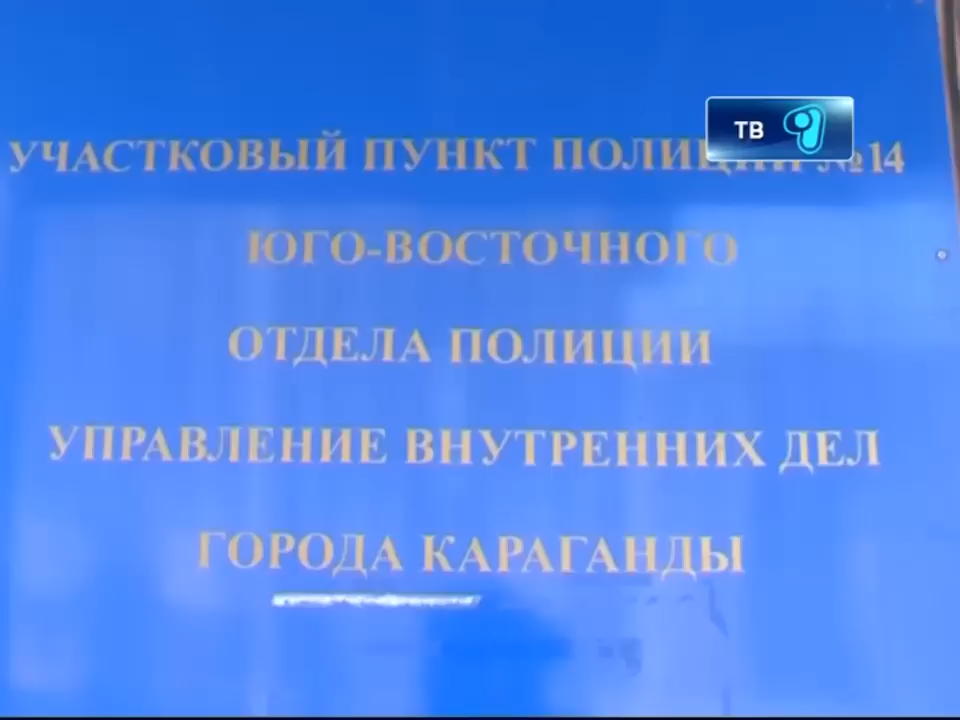 ТВ
УЧАСТКОВЫЙ ПУНКТ ПОЛИЦИИ №14
ЮГО-ВОСТОЧНОГО
ОТДЕЛА ПОЛИЦИИ
УПРАВЛЕНИЕ ВНУТРЕННИХ ДЕЛ
ГОРОДА КАРАГАНДЫ